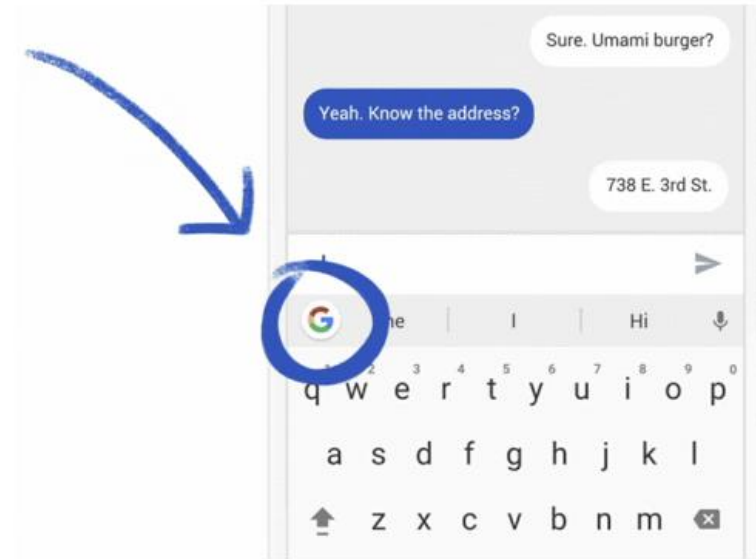 Sure. Umami burger?
Yeah. Know the address?
738 E. 3rd St.
G I Hi
1 2 3 4 5 6 7 8 9 0
q w e r t y u i o p
a s d f g h j k l
z x c v b n m